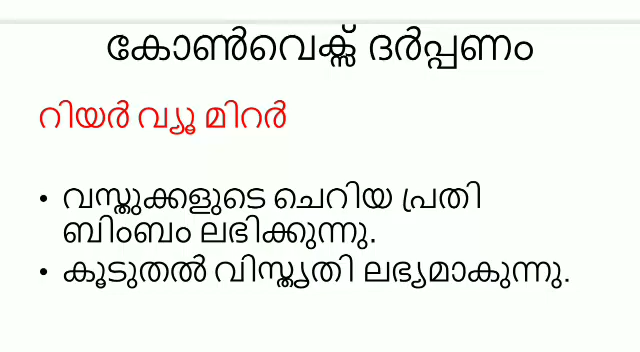 കോൺവെക്സ് ദർപ്പണം
റിയർ വ്യൂ മിറർ
• വസ്തുക്കളുടെ ചെറിയ പ്രതി
ബിംബം ലഭിക്കുന്നു.
• കൂടുതൽ വിസ്തൃതി ലഭ്യമാകുന്നു.